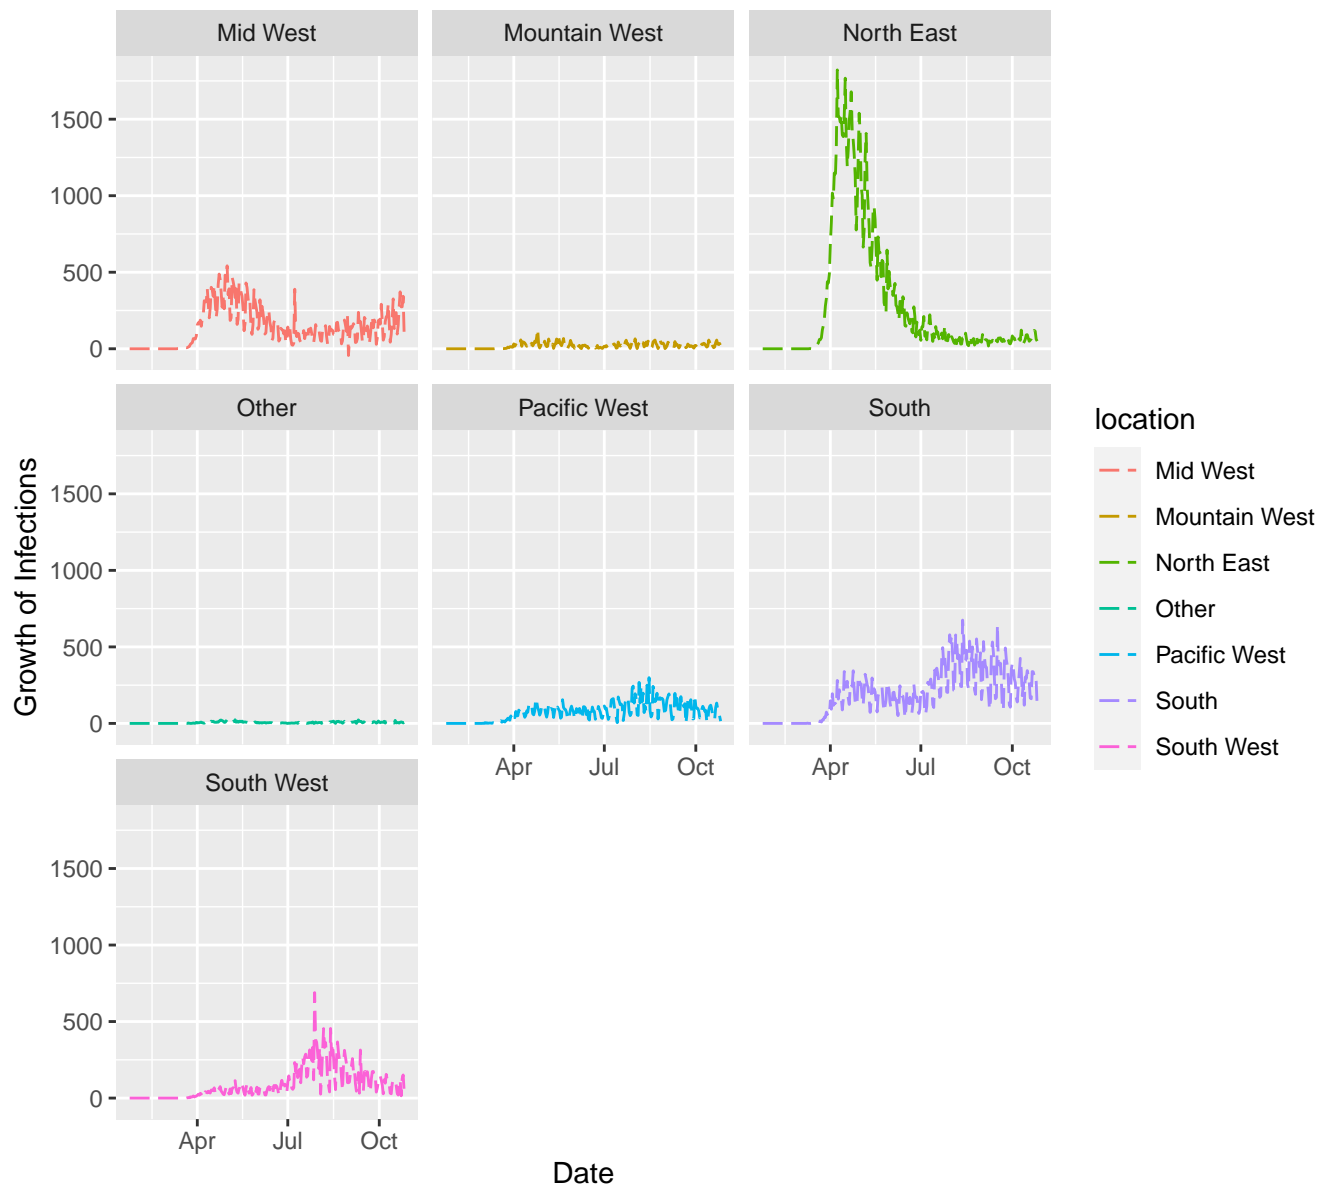 Mid West
Mountain West
North East
1500
1000
500
0
Other
Pacific West
South
1500
1000
500
0
Apr Jul Oct
Apr Jul Oct
South West
1500
1000
500
0
Apr Jul Oct
Growth of Infections
Date
location
Mid West
Mountain West
North East
Other
Pacific West
South
South West